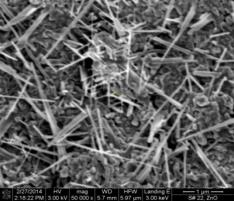 2/27/2014 HV mag WD HFW Landing E 1 µm
2:18:22 PM 3.00 kV 50 000 x 5.7 mm 5.97 µm 3.00 keV S# 22, ZnO